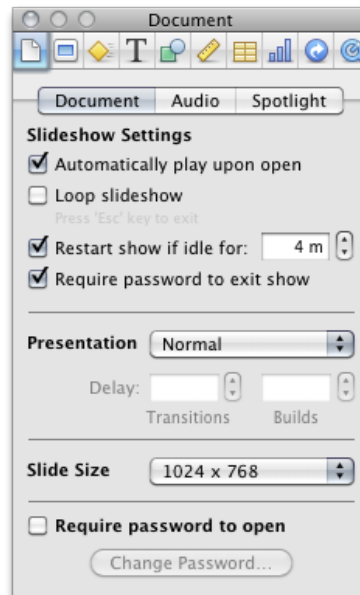 Document
T
Document Audio Spotlight
Slideshow Settings
Automatically play upon open
Loop slideshow
Press 'Esc' key to exit
Restart show if idle for: 4 m
Require password to exit show
Presentation Normal
Delay:
Transitions Builds
Slide Size 1024 x 768
Require password to open
Change Password...